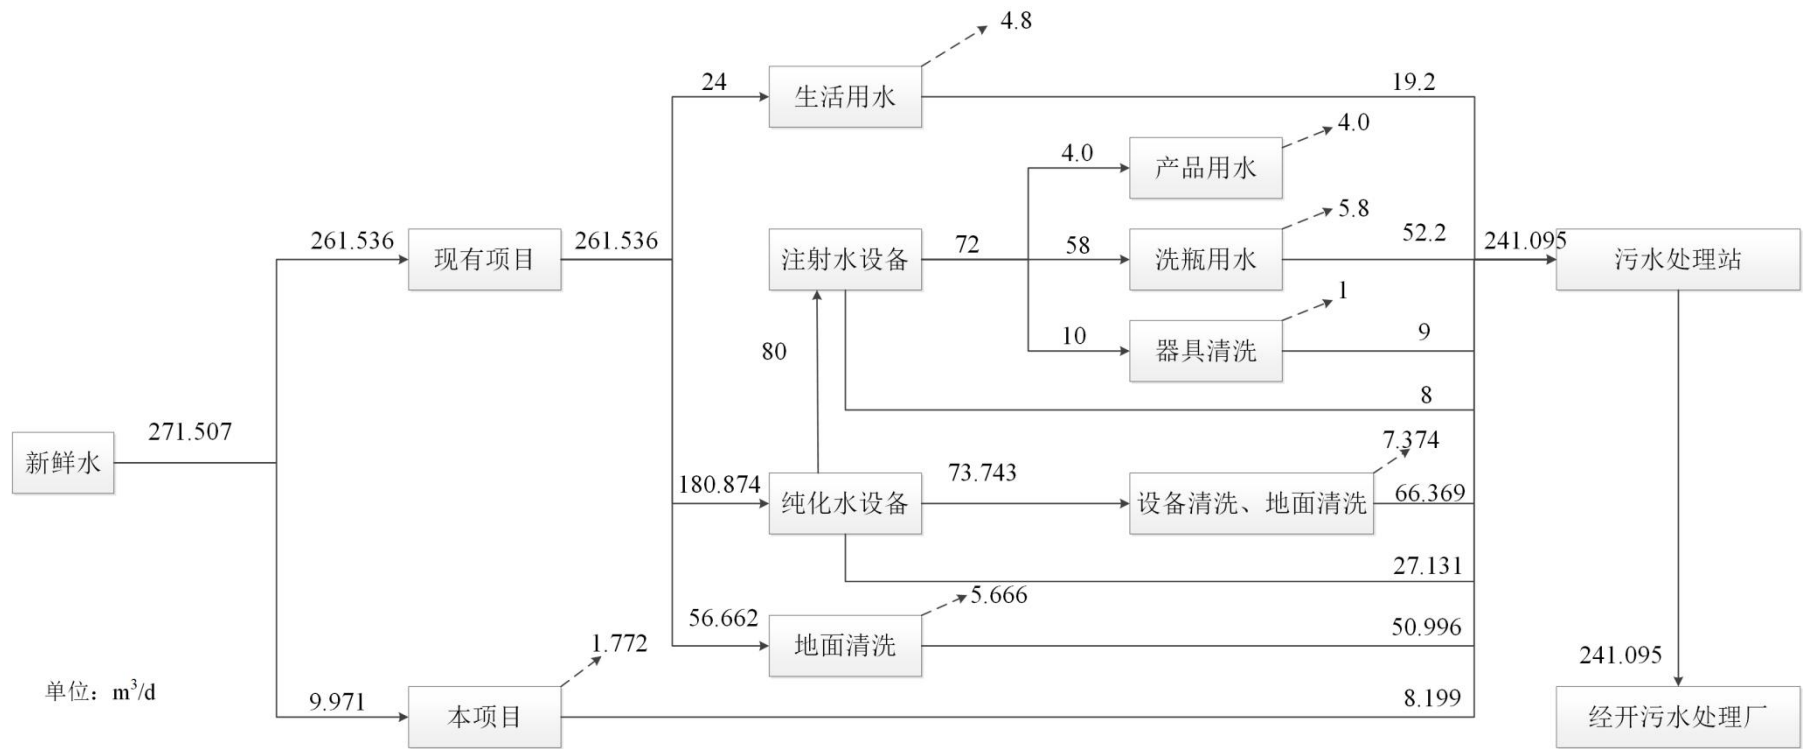 4.8
24
生活用水
19.2
4.0
4.0
产品用水
5.8
261.536
现有项目
261.536
注射水设备
72
58
洗瓶用水
52.2
241.095
污水处理站
1
80
10
器具清洗
9
8
新鲜水
271.507
7.374
180.874
纯化水设备
73.743
设备清洗、地面清洗
66.369
27.131
56.662
地面清洗
5.666
50.996
1.772
241.095
单位：m³/d
9.971
本项目
8.199
经开污水处理厂